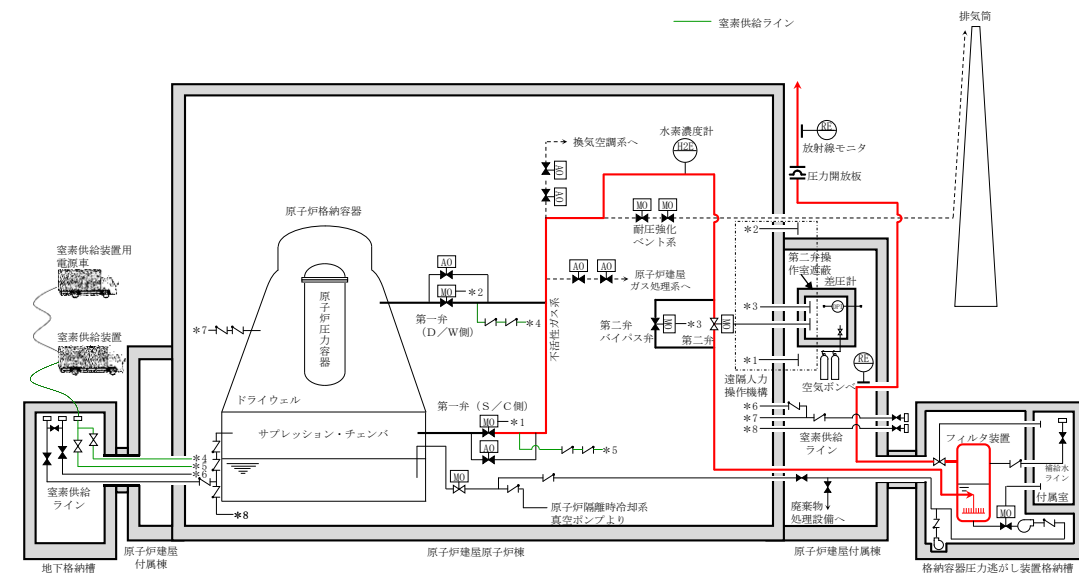 窒素供給ライン
排気筒
水素濃度計
H2E
RE
放射線モニタ
換気空調系へ
AO
AO
圧力開放板
原子炉格納容器
MO
MO
耐圧強化
ベント系
*2
窒素供給装置用
電源車
第二弁操
作室遮蔽
差圧計
AO
AO
AO
原子炉建屋
ガス処理系へ
MO
*2
原子炉圧力容器
*3
DPI
第一弁
(D/W側)
*4
不活性ガス系
第二弁
バイパス弁
MO
*3
MO
第二弁
*7
窒素供給装置
*1
RE
遠隔人力
操作機構
空気ボンベ
ドライウェル
第一弁(S/C側)
*6
*7
*8
MO
*1
サプレッション・チェンバ
窒素供給
ライン
フィルタ装置
AO
*5
*4
*5
*6
MO
補給水
ライン
付属室
窒素供給
ライン
*8
原子炉隔離時冷却系
真空ポンプより
廃棄物
処理設備へ
MO
原子炉建屋
付属棟
原子炉建屋原子炉棟
原子炉建屋付属棟
地下格納槽
格納容器圧力逃がし装置格納槽